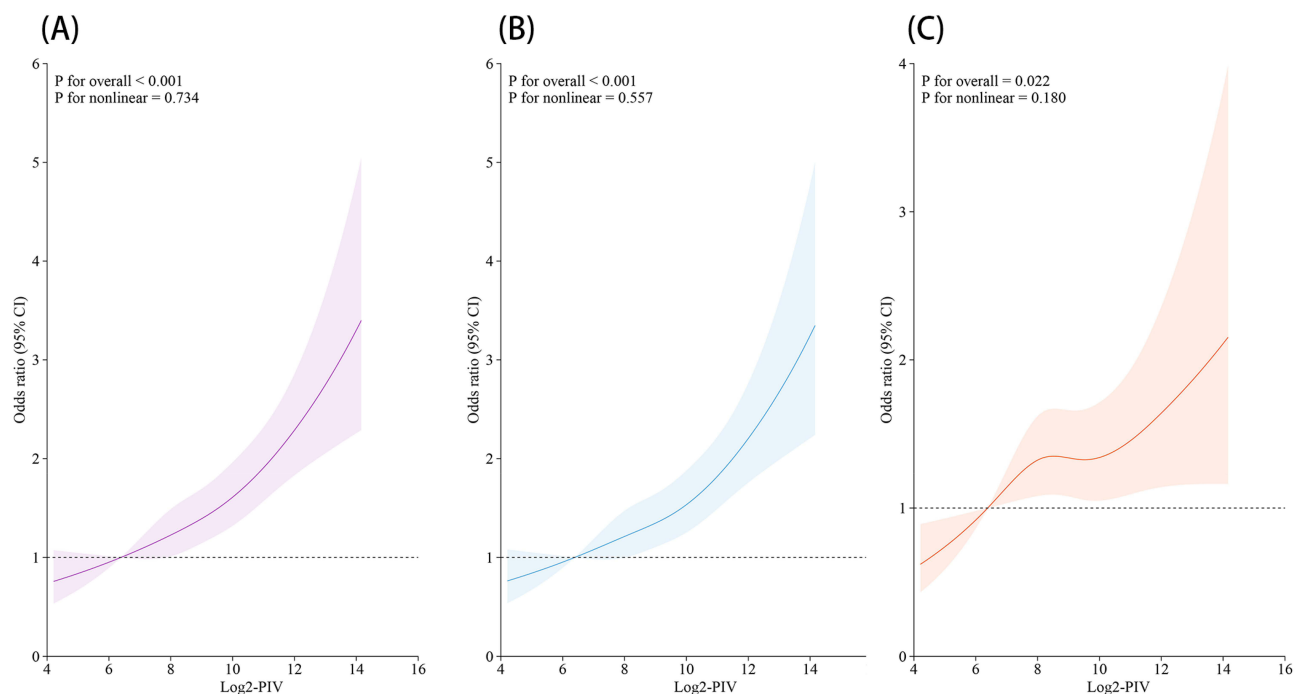 (A)
P for overall < 0.001
P for nonlinear = 0.734
Odds ratio (95% CI)
6
5
4
3
2
1
0
4 6 8 10 12 14 16
Log2-PIV
(B)
P for overall < 0.001
P for nonlinear = 0.557
Odds ratio (95% CI)
6
5
4
3
2
1
0
4 6 8 10 12 14
Log2-PIV
(C)
P for overall = 0.022
P for nonlinear = 0.180
Odds ratio (95% CI)
4
3
2
1
0
4 6 8 10 12 14 16
Log2-PIV